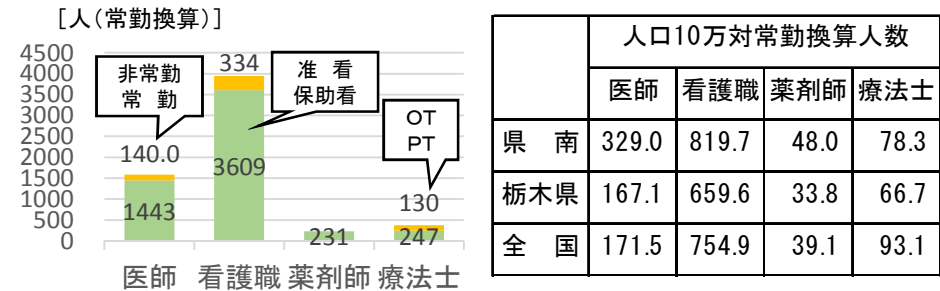 [人(常勤換算)]
4500
4000
3500
3000
2500
2000
1500
1000
500
0
非常勤
常 勤
334
准 看
保助看
OT
PT
140.0
1443
3609
231
130
247
医師 看護職 薬剤師 療法士
人口10万対常勤換算人数
医師 看護職 薬剤師 療法士
県 南 329.0 819.7 48.0 78.3
栃木県 167.1 659.6 33.8 66.7
全 国 171.5 754.9 39.1 93.1